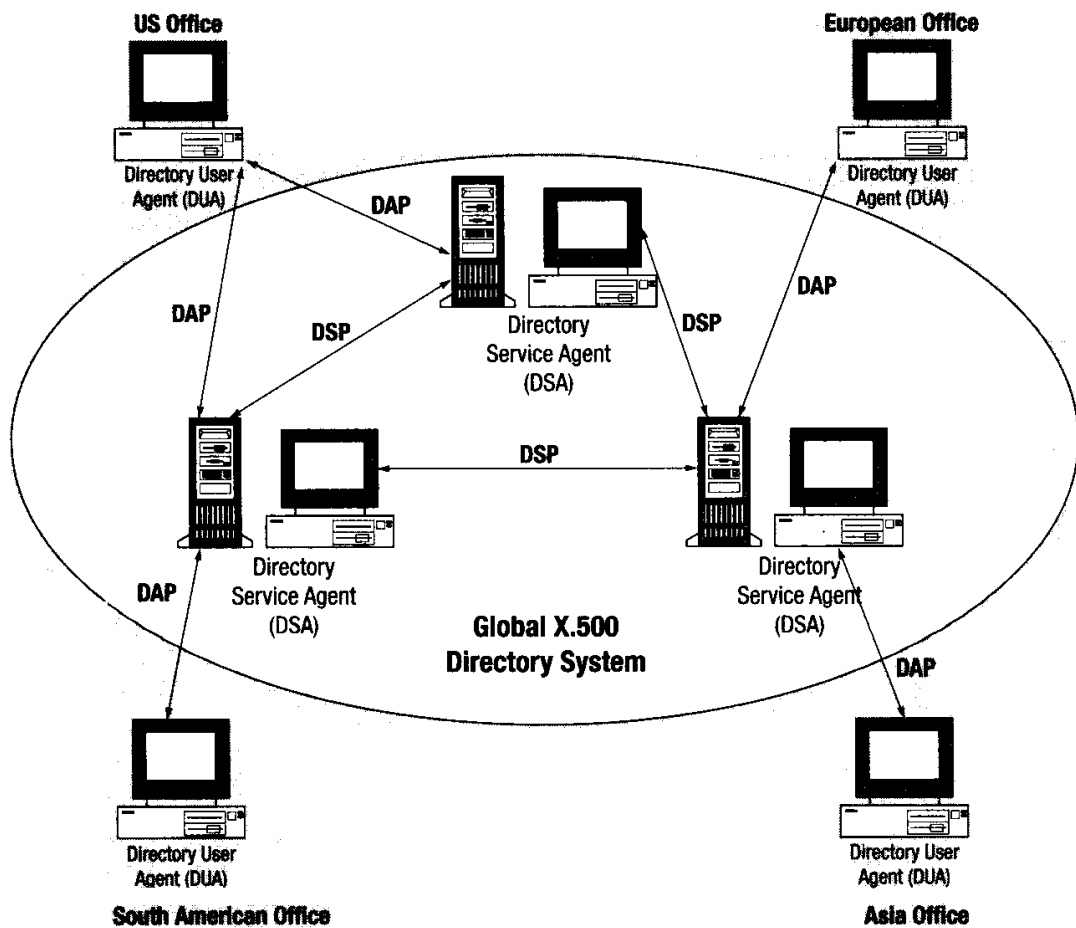 US Office
European Office
Directory User
Agent (DUA)
Directory User
Agent (DUA)
DAP
DAP
DSP
Directory
Service Agent
(DSA)
DSP
DAP
DSP
DAP
Directory
Service Agent
(DSA)
Directory
Service Agent
(DSA)
Global X.500
Directory System
DAP
Directory User
Agent (DUA)
South American Office
Directory User
Agent (DUA)
Asia Office